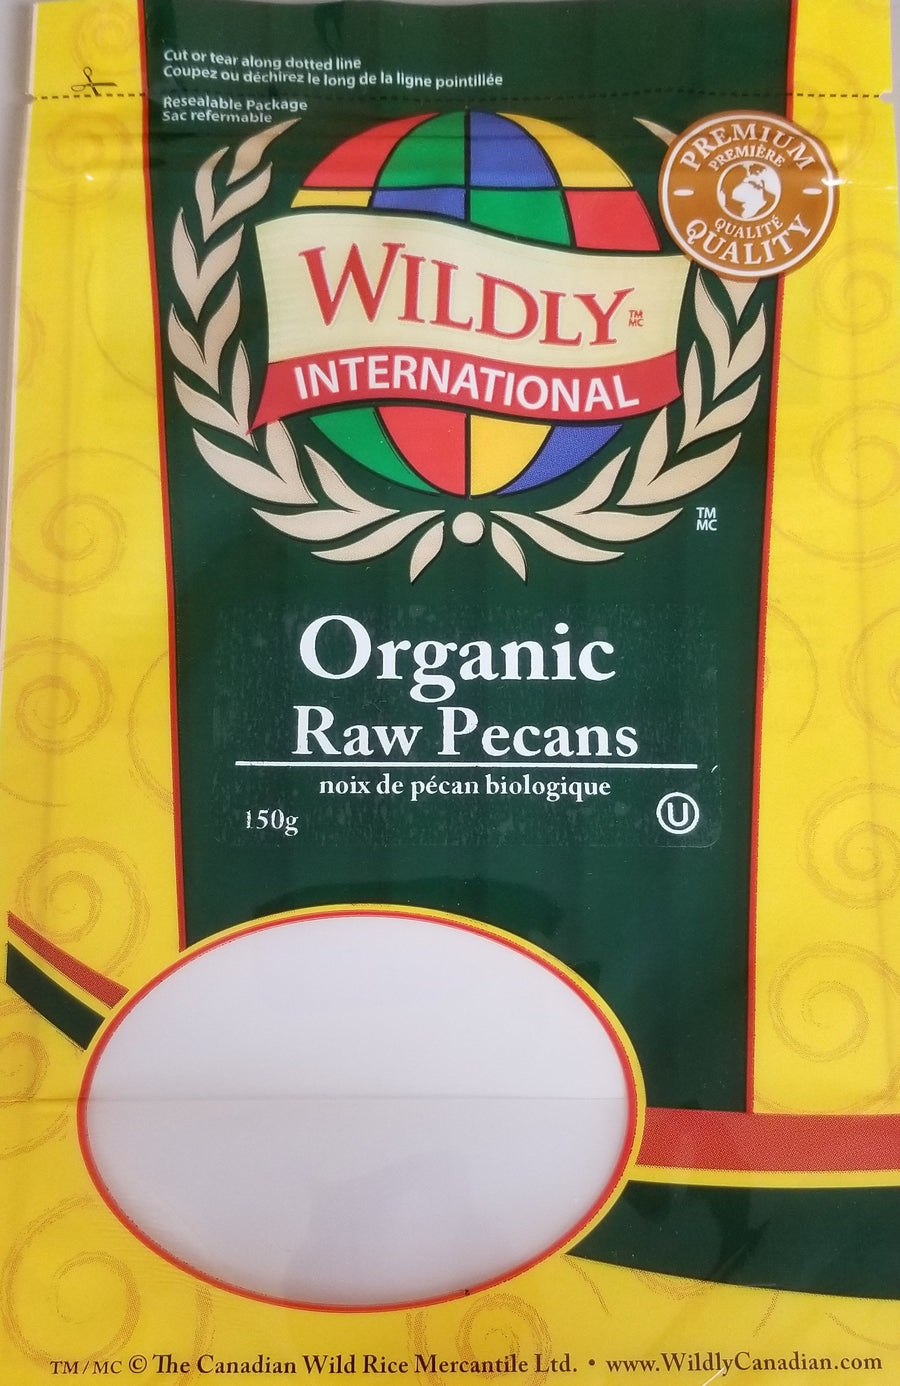 Cut or tear along dotted line
Coupez ou déchirez le long de la ligne pointillée
Resealable Package
Sac refermable
PREMIUM
PREMIÈRE
QUALITÉ
QUALITY
WILDLY TM MC
INTERNATIONAL
TM
MC
Organic
Raw Pecans
noix de pécan biologique
150g
U
TM/MC © The Canadian Wild Rice Mercantile Ltd. • www.WildlyCanadian.com